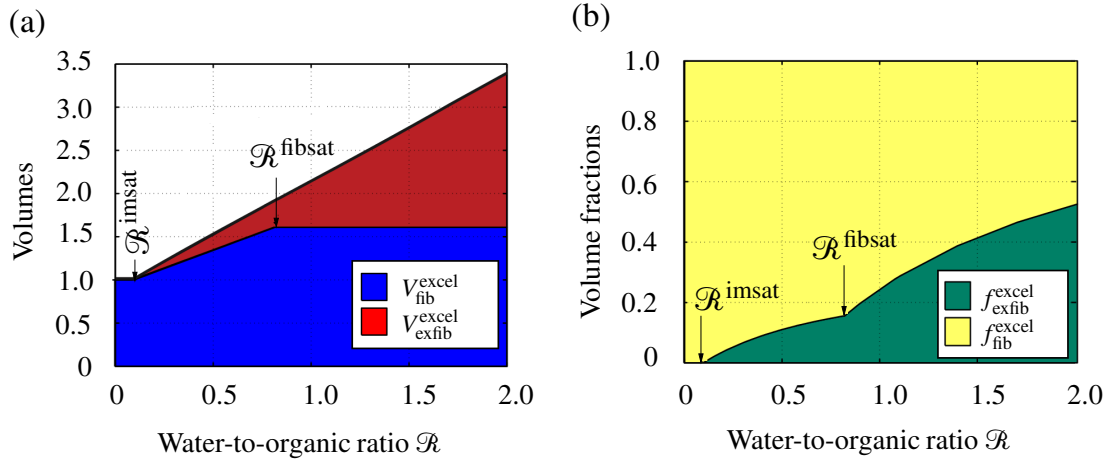 (a)
Volumes
3.5
3.0
2.5
2.0
1.5
1.0
0.5
0
ℛ^imsat
ℛ^fibsat
V_fib^excel
V_exfib^excel
0 0.5 1.0 1.5 2.0
Water-to-organic ratio ℛ
(b)
Volume fractions
1.0
0.8
0.6
0.4
0.2
0
ℛ^imsat
ℛ^fibsat
f_exfib^excel
f_fib^excel
0 0.5 1.0 1.5 2.0
Water-to-organic ratio ℛ